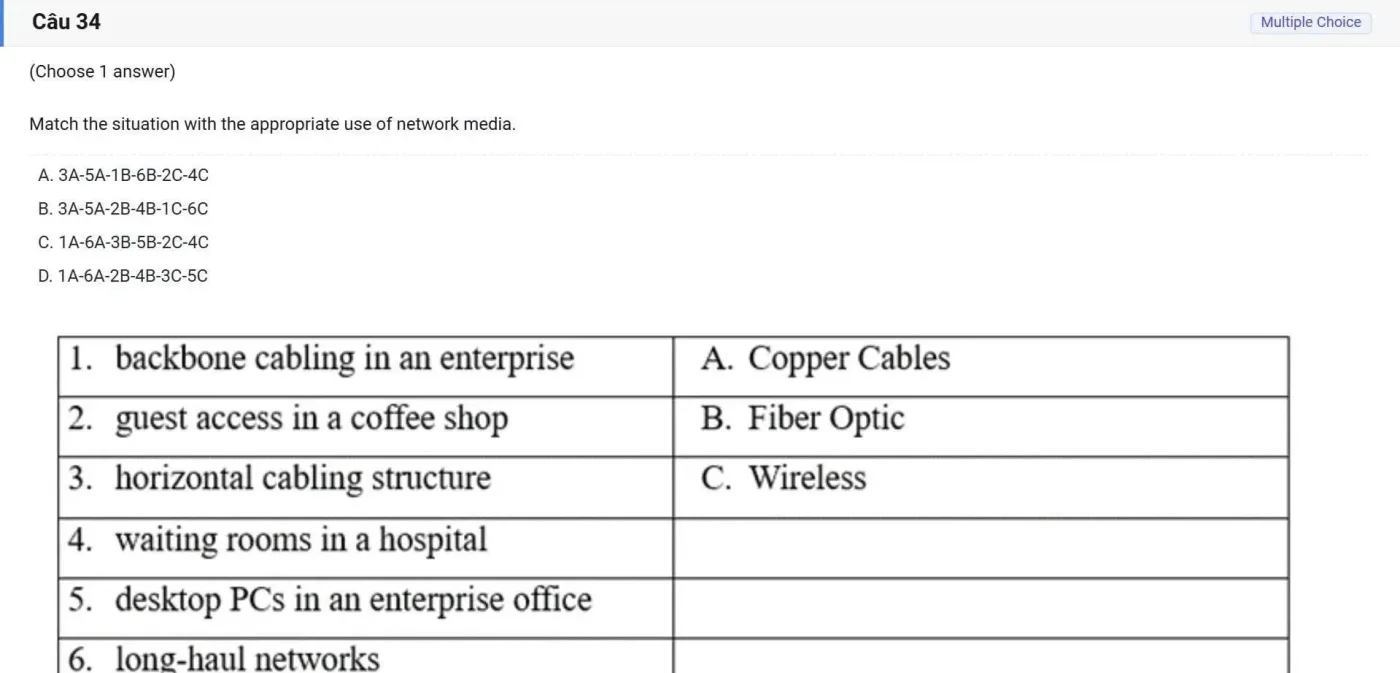 Câu 34
Multiple Choice
(Choose 1 answer)
Match the situation with the appropriate use of network media.
A. 3A-5A-1B-6B-2C-4C
B. 3A-5A-2B-4B-1C-6C
C. 1A-6A-3B-5B-2C-4C
D. 1A-6A-2B-4B-3C-5C
1. backbone cabling in an enterprise A. Copper Cables
2. guest access in a coffee shop B. Fiber Optic
3. horizontal cabling structure C. Wireless
4. waiting rooms in a hospital
5. desktop PCs in an enterprise office
6. long-haul networks